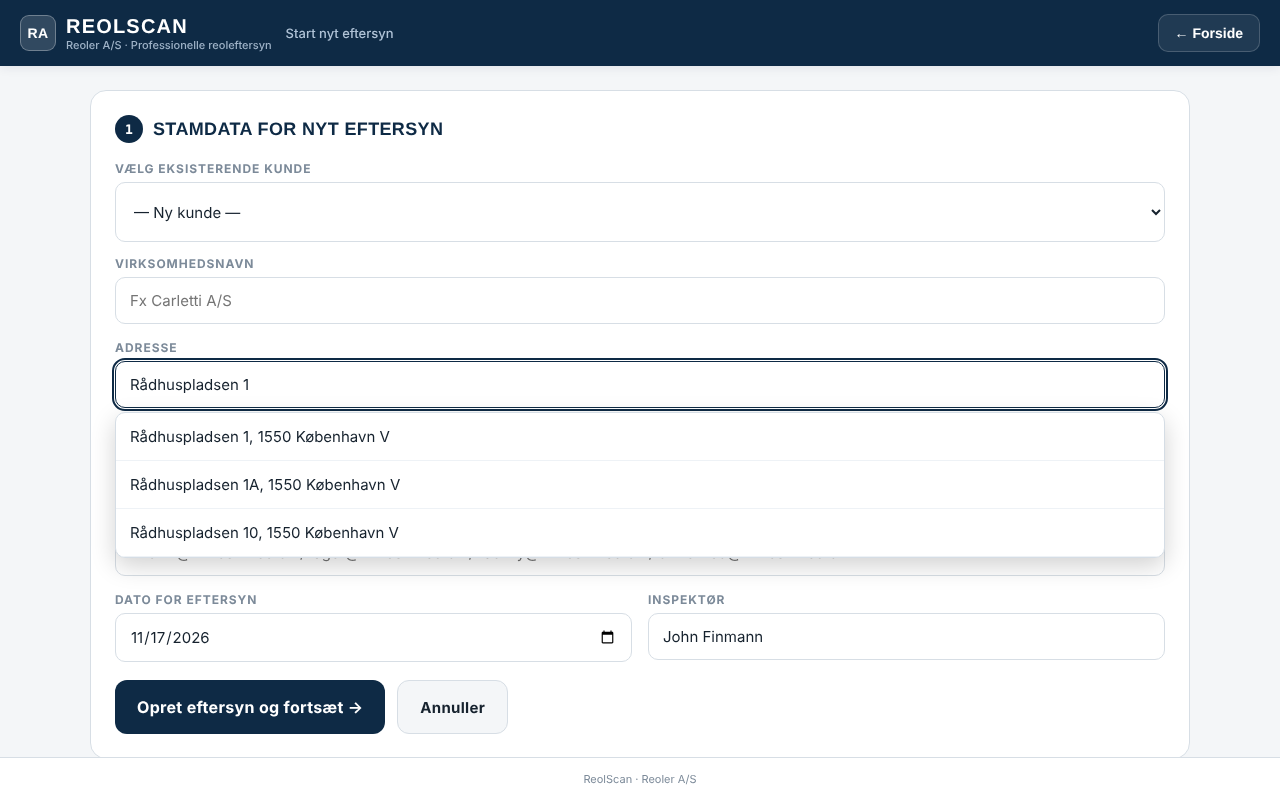 RA
REOLSCAN
Reoler A/S · Professionelle reoleftersyn
Start nyt eftersyn
← Forside
1 STAMDATA FOR NYT EFTERSYN
VÆLG EKSISTERENDE KUNDE
— Ny kunde —
VIRKSOMHEDSNAVN
Fx Carletti A/S
ADRESSE
Rådhuspladsen 1
Rådhuspladsen 1, 1550 København V
Rådhuspladsen 1A, 1550 København V
Rådhuspladsen 10, 1550 København V
DATO FOR EFTERSYN
11/17/2026
INSPEKTØR
John Finmann
Opret eftersyn og fortsæt →
Annuller
ReolScan · Reoler A/S